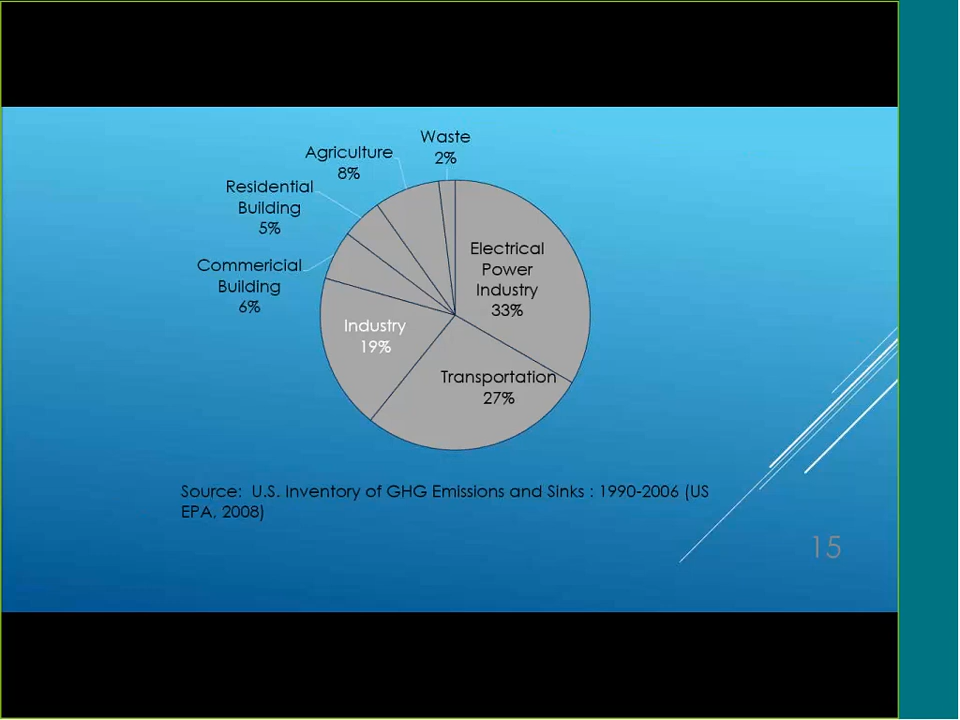 Waste
2%
Agriculture
8%
Residential
Building
5%
Commericial
Building
6%
Electrical
Power
Industry
33%
Industry
19%
Transportation
27%
Source:  U.S. Inventory of GHG Emissions and Sinks : 1990-2006 (US
EPA, 2008)
15